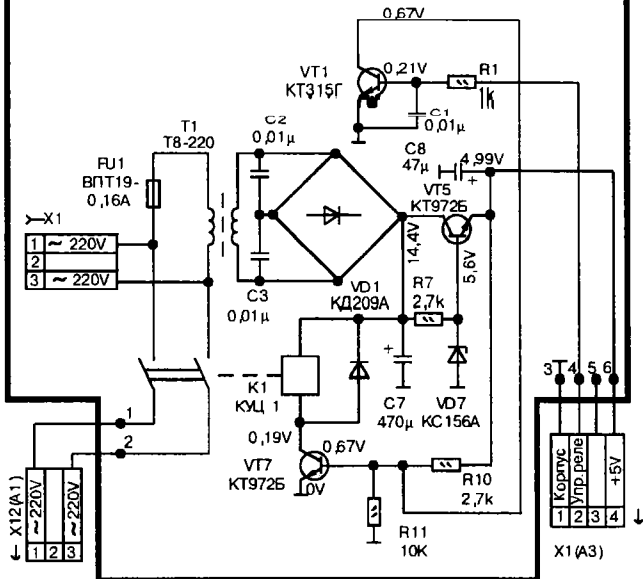 0,67V
VT1
КТ315Г
0,21V
R1
1K
C1
0,01µ
T1
Т8-220
C2
0,01µ
C8
47µ
4,99V
+
FU1
ВПТ19-
0,16А
VT5
КТ972Б
X1
1 ~ 220V
2
3 ~ 220V
14,4V
5,6V
C3
0,01µ
VD1
КД209А
R7
2,7k
K1
КУЦ 1
+
C7
470µ
VD7
КС156А
3 4 5 6
1
2
0,19V
0,67V
VT7
КТ972Б
0V
R10
2,7k
R11
10K
X12(A1)
~220V
~220V
1 2 3
Корпус
Упр.реле
+5V
1 2 3 4
X1(A3)